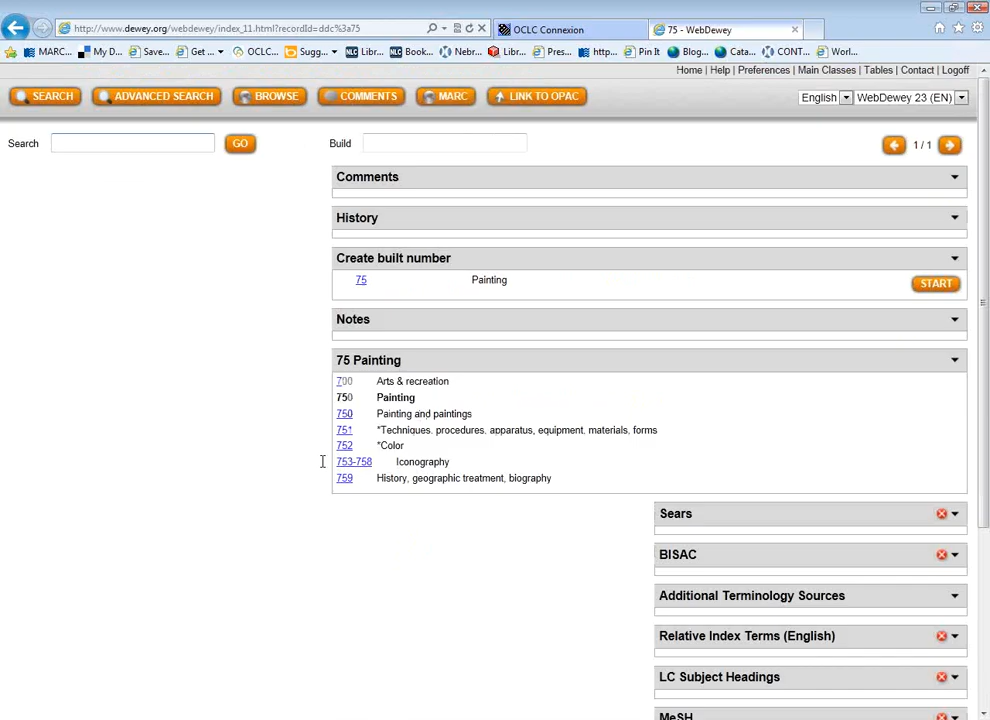 http://www.dewey.org/webdewey/index_11.html?recordId=ddc%3a75
OCLC Connexion
75 - WebDewey
MARC... My D... Save... Get ... OCLC... Sugg... Libr... Book... Nebr... Libr... Pres... http... Pin It Blog... Cata... CONT... Worl...
Home | Help | Preferences | Main Classes | Tables | Contact | Logoff
SEARCH ADVANCED SEARCH BROWSE COMMENTS MARC LINK TO OPAC
English WebDewey 23 (EN)
Search GO Build 1 / 1
Comments
History
Create built number
75 Painting START
Notes
75 Painting
700 Arts & recreation
750 Painting
750 Painting and paintings
751 *Techniques, procedures, apparatus, equipment, materials, forms
752 *Color
753-758 Iconography
759 History, geographic treatment, biography
Sears
BISAC
Additional Terminology Sources
Relative Index Terms (English)
LC Subject Headings
MeSH